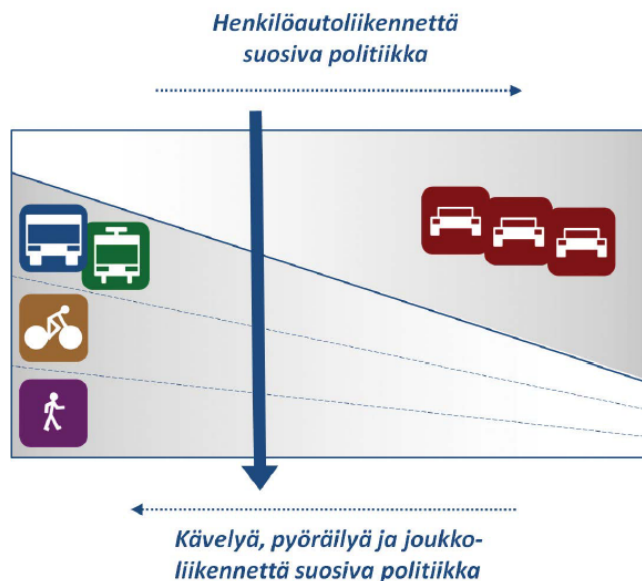 Henkilöautoliikennettä
suosiva politiikka
Kävelyä, pyöräilyä ja joukko-
liikennettä suosiva politiikka